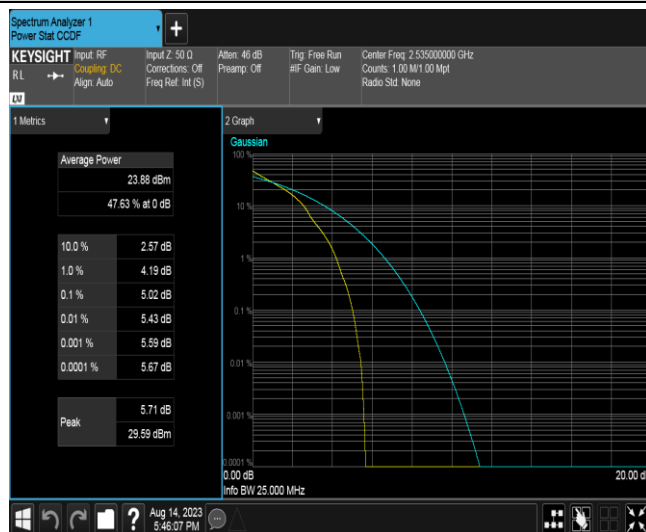 Spectrum Analyzer 1
Power Stat CCDF
+
KEYSIGHT
RL
LXI
Input: RF
Coupling: DC
Align: Auto
Input Z: 50 Ω
Corrections: Off
Freq Ref: Int (S)
Atten: 46 dB
Preamp: Off
Trig: Free Run
#IF Gain: Low
Center Freq: 2.535000000 GHz
Counts: 1.00 M/1.00 Mpt
Radio Std: None
1 Metrics
Average Power
23.88 dBm
47.63 % at 0 dB
10.0 % 2.57 dB
1.0 % 4.19 dB
0.1 % 5.02 dB
0.01 % 5.43 dB
0.001 % 5.59 dB
0.0001 % 5.67 dB
Peak
5.71 dB
29.59 dBm
2 Graph
Gaussian
100 %
10 %
1 %
0.1 %
0.01 %
0.001 %
0.0001 %
0.00 dB
20.00 d
Info BW 25.000 MHz
?
Aug 14, 2023
5:46:07 PM